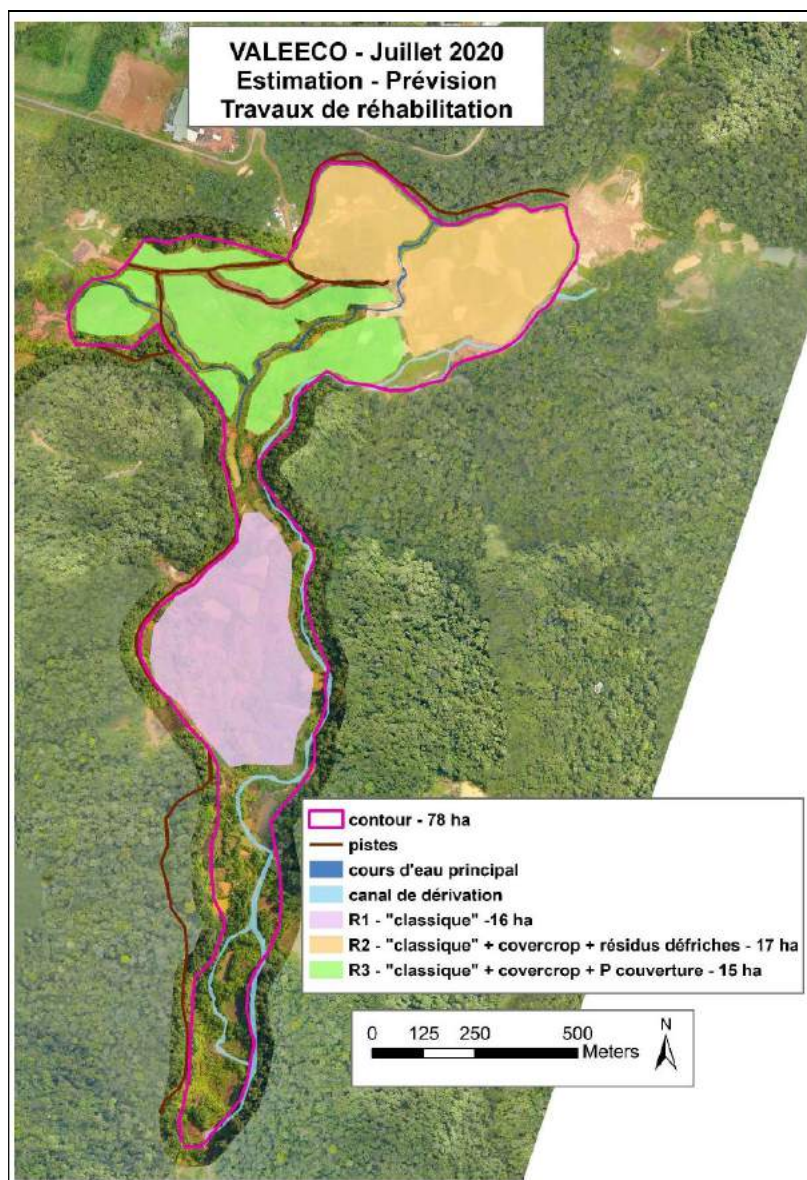 VALEECO - Juillet 2020
Estimation - Prévision
Travaux de réhabilitation
contour - 78 ha
pistes
cours d'eau principal
canal de dérivation
R1 - "classique" -16 ha
R2 - "classique" + covercrop + résidus défriches - 17 ha
R3 - "classique" + covercrop + P couverture - 15 ha
0 125 250 500
Meters
N